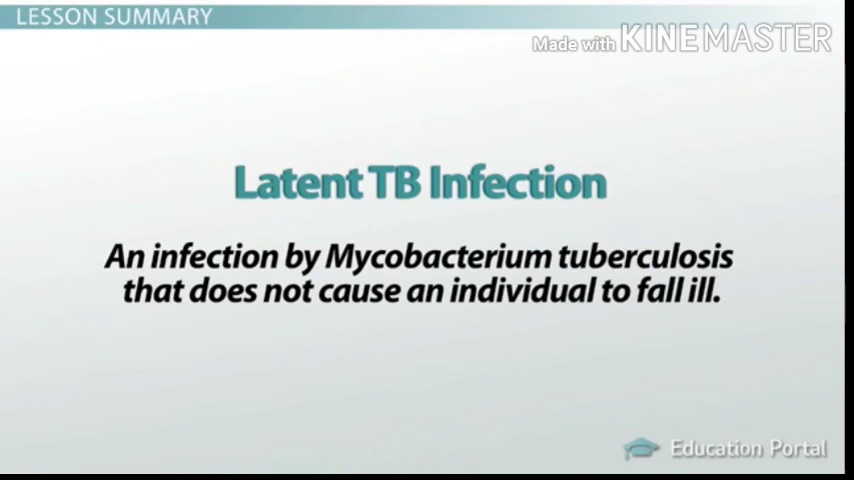 LESSON SUMMARY
Made with KINEMASTER
Latent TB Infection
An infection by Mycobacterium tuberculosis
that does not cause an individual to fall ill.
Education Portal